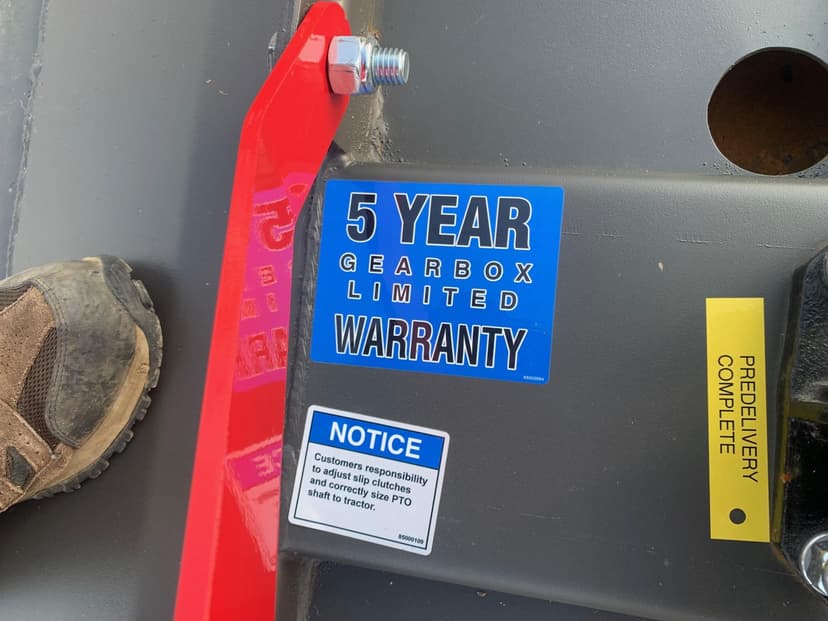 5 YEAR
GEARBOX
LIMITED
WARRANTY
NOTICE
Customers responsibility
to adjust slip clutches
and correctly size PTO
shaft to tractor.
85000109
PREDELIVERY
COMPLETE